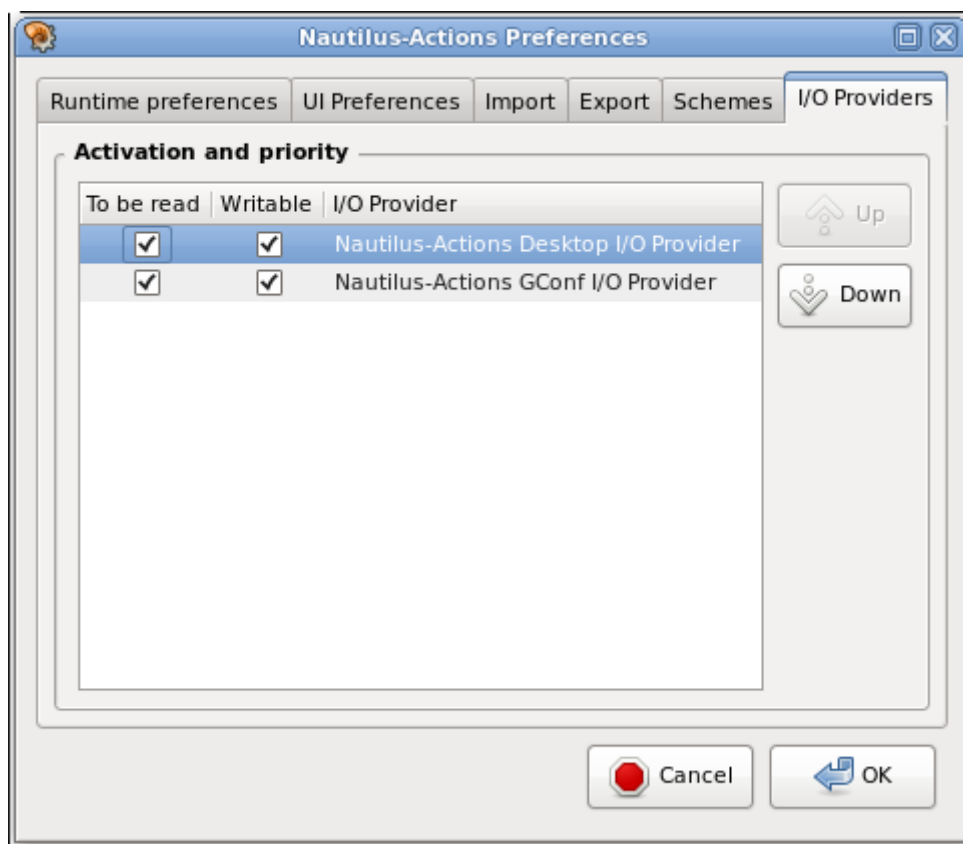 Nautilus-Actions Preferences
Runtime preferences UI Preferences Import Export Schemes I/O Providers
Activation and priority
To be read Writable I/O Provider
Nautilus-Actions Desktop I/O Provider
Nautilus-Actions GConf I/O Provider
Up
Down
Cancel OK